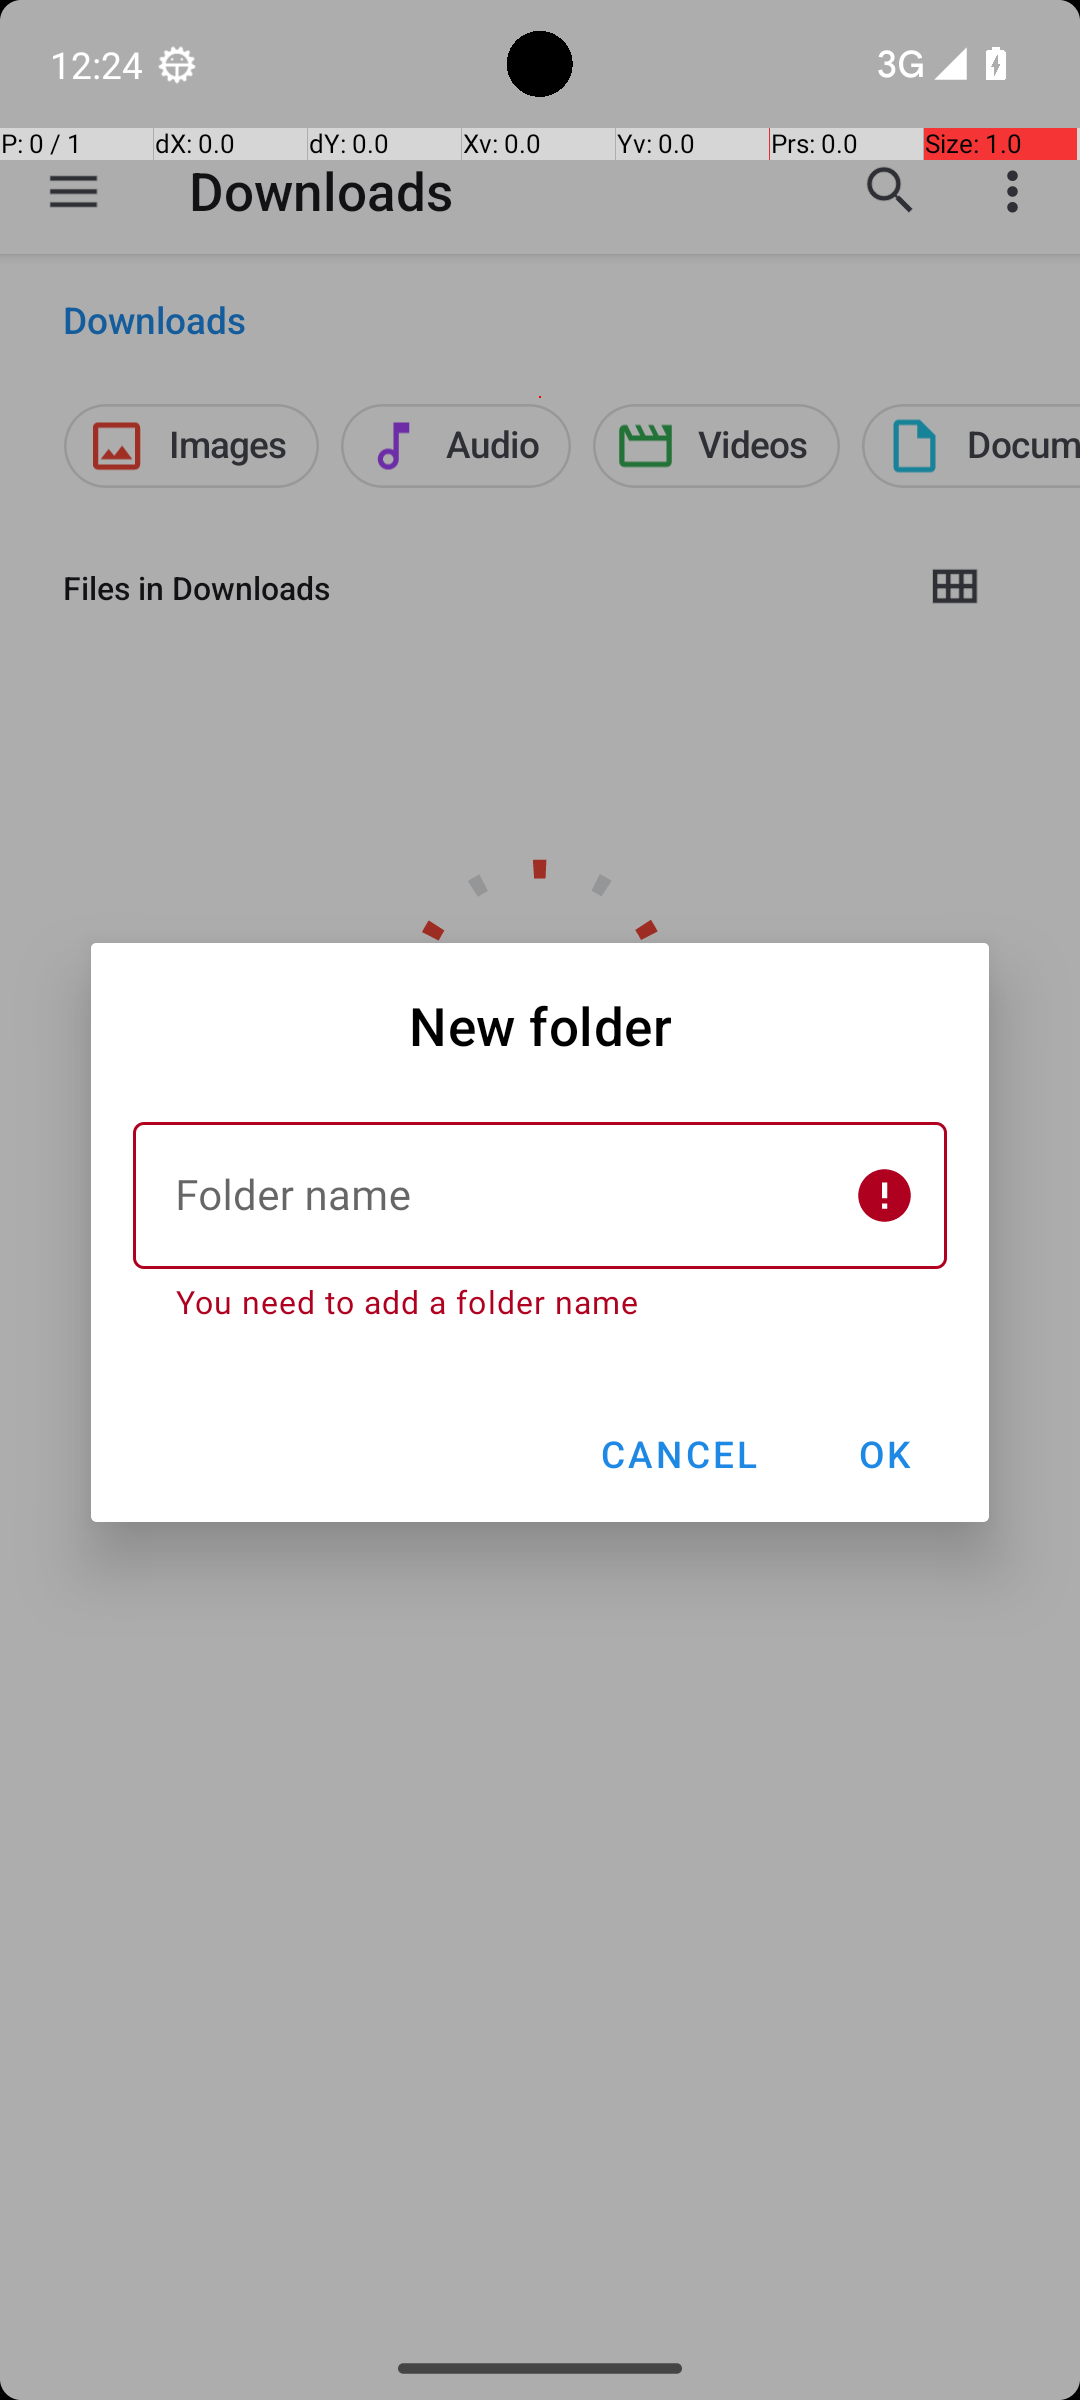 12:24
3G
P: 0 / 1
dX: 0.0
dY: 0.0
Xv: 0.0
Yv: 0.0
Prs: 0.0
Size: 1.0
Downloads
Downloads
Images
Audio
Videos
Docum
Files in Downloads
New folder
Folder name
You need to add a folder name
CANCEL
OK